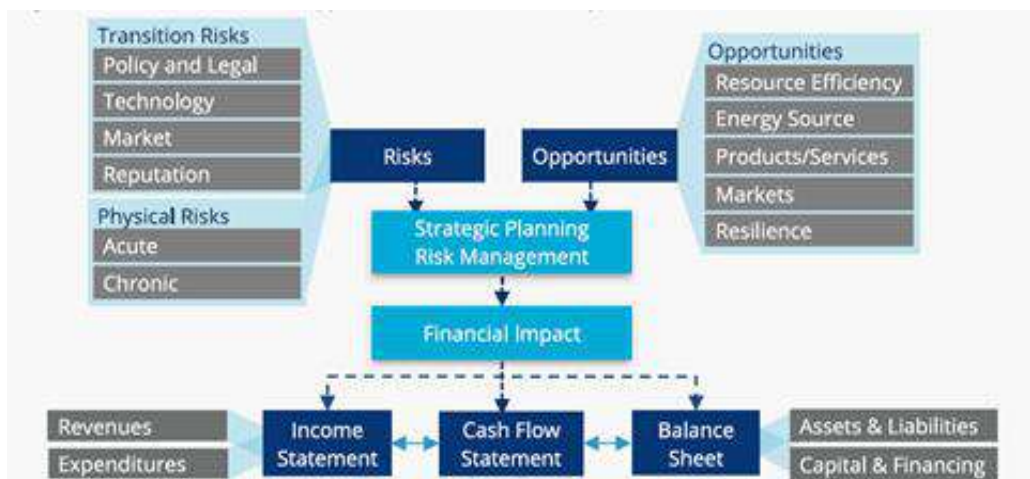 Transition Risks
Policy and Legal
Technology
Market
Reputation
Physical Risks
Acute
Chronic
Risks
Opportunities
Opportunities
Resource Efficiency
Energy Source
Products/Services
Markets
Resilience
Strategic Planning
Risk Management
Financial Impact
Revenues
Expenditures
Income
Statement
Cash Flow
Statement
Balance
Sheet
Assets & Liabilities
Capital & Financing